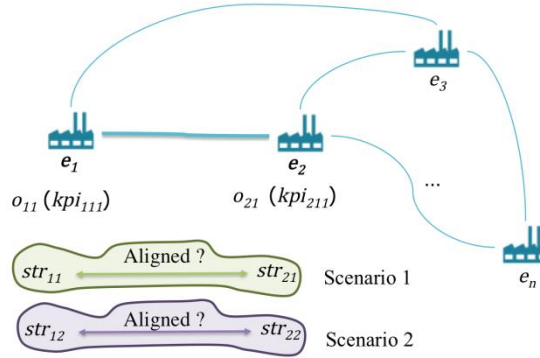 e3
e1
e2
...
o11 (kpi111)
o21 (kpi211)
Aligned ?
str11
str21
Scenario 1
en
Aligned ?
str12
str22
Scenario 2